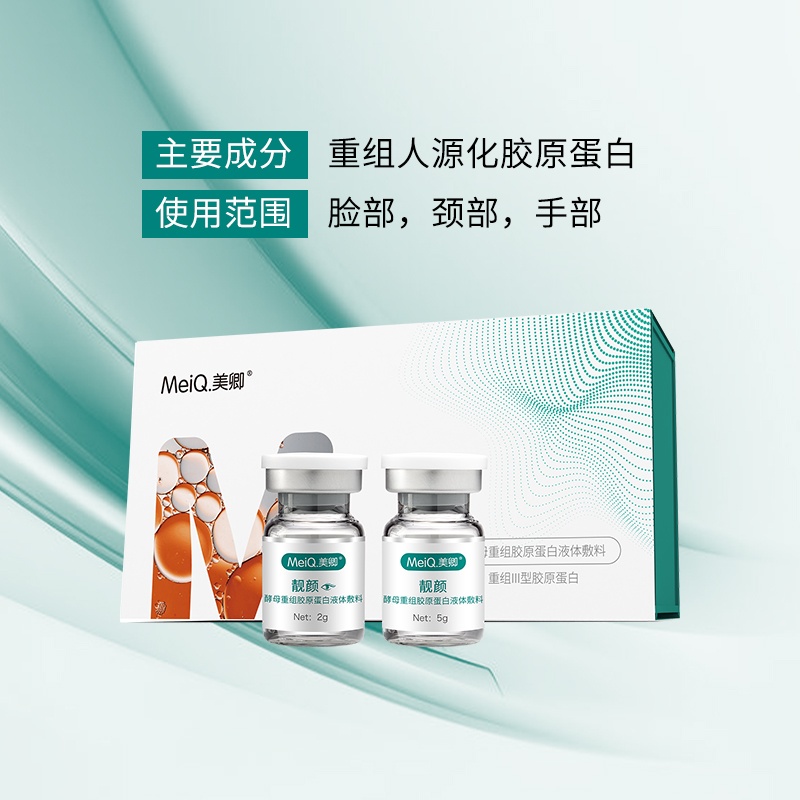 主要成分 重组人源化胶原蛋白
使用范围 脸部，颈部，手部
MeiQ.美卿®
母重组胶原蛋白液体敷料
重组III型胶原蛋白
MeiQ.美卿®
靓颜
酵母重组胶原蛋白液体敷料
Net: 2g
MeiQ.美卿®
靓颜
酵母重组胶原蛋白液体敷料
Net: 5g